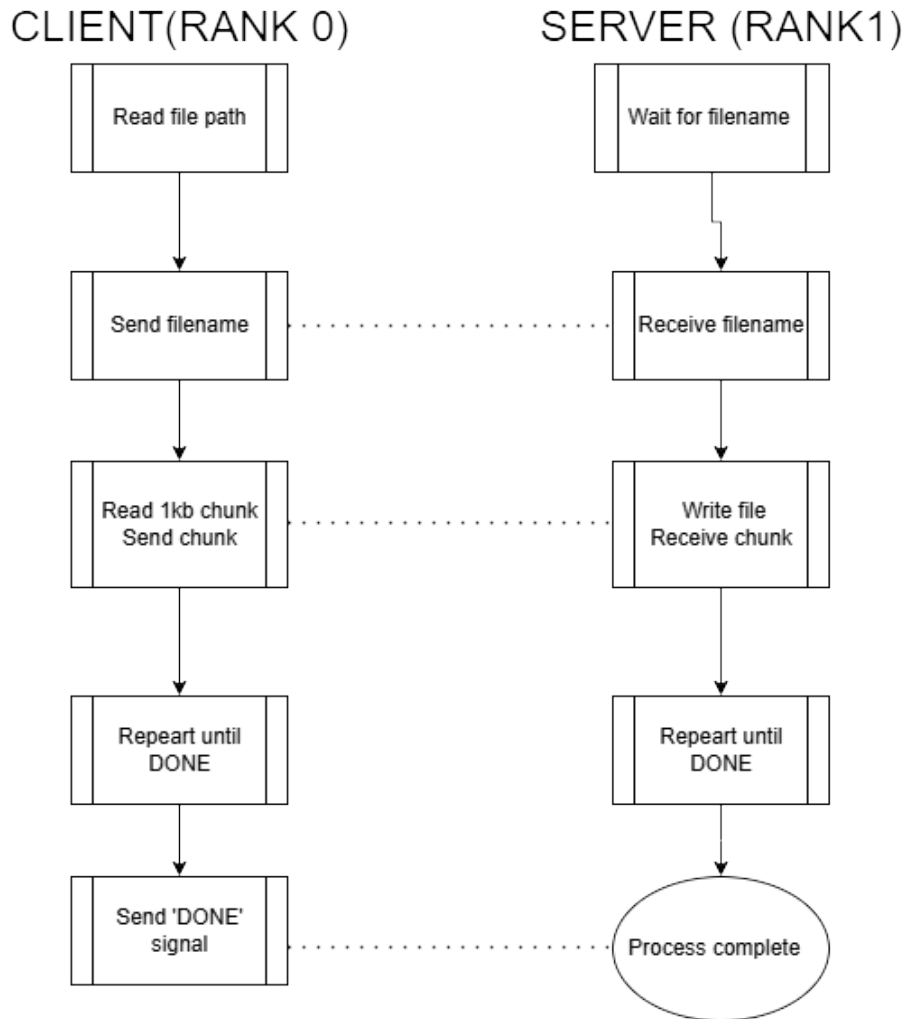 CLIENT(RANK 0)
SERVER (RANK1)
Read file path
Wait for filename
Send filename
Receive filename
Read 1kb chunk
Send chunk
Write file
Receive chunk
Repeart until
DONE
Repeart until
DONE
Send 'DONE'
signal
Process complete